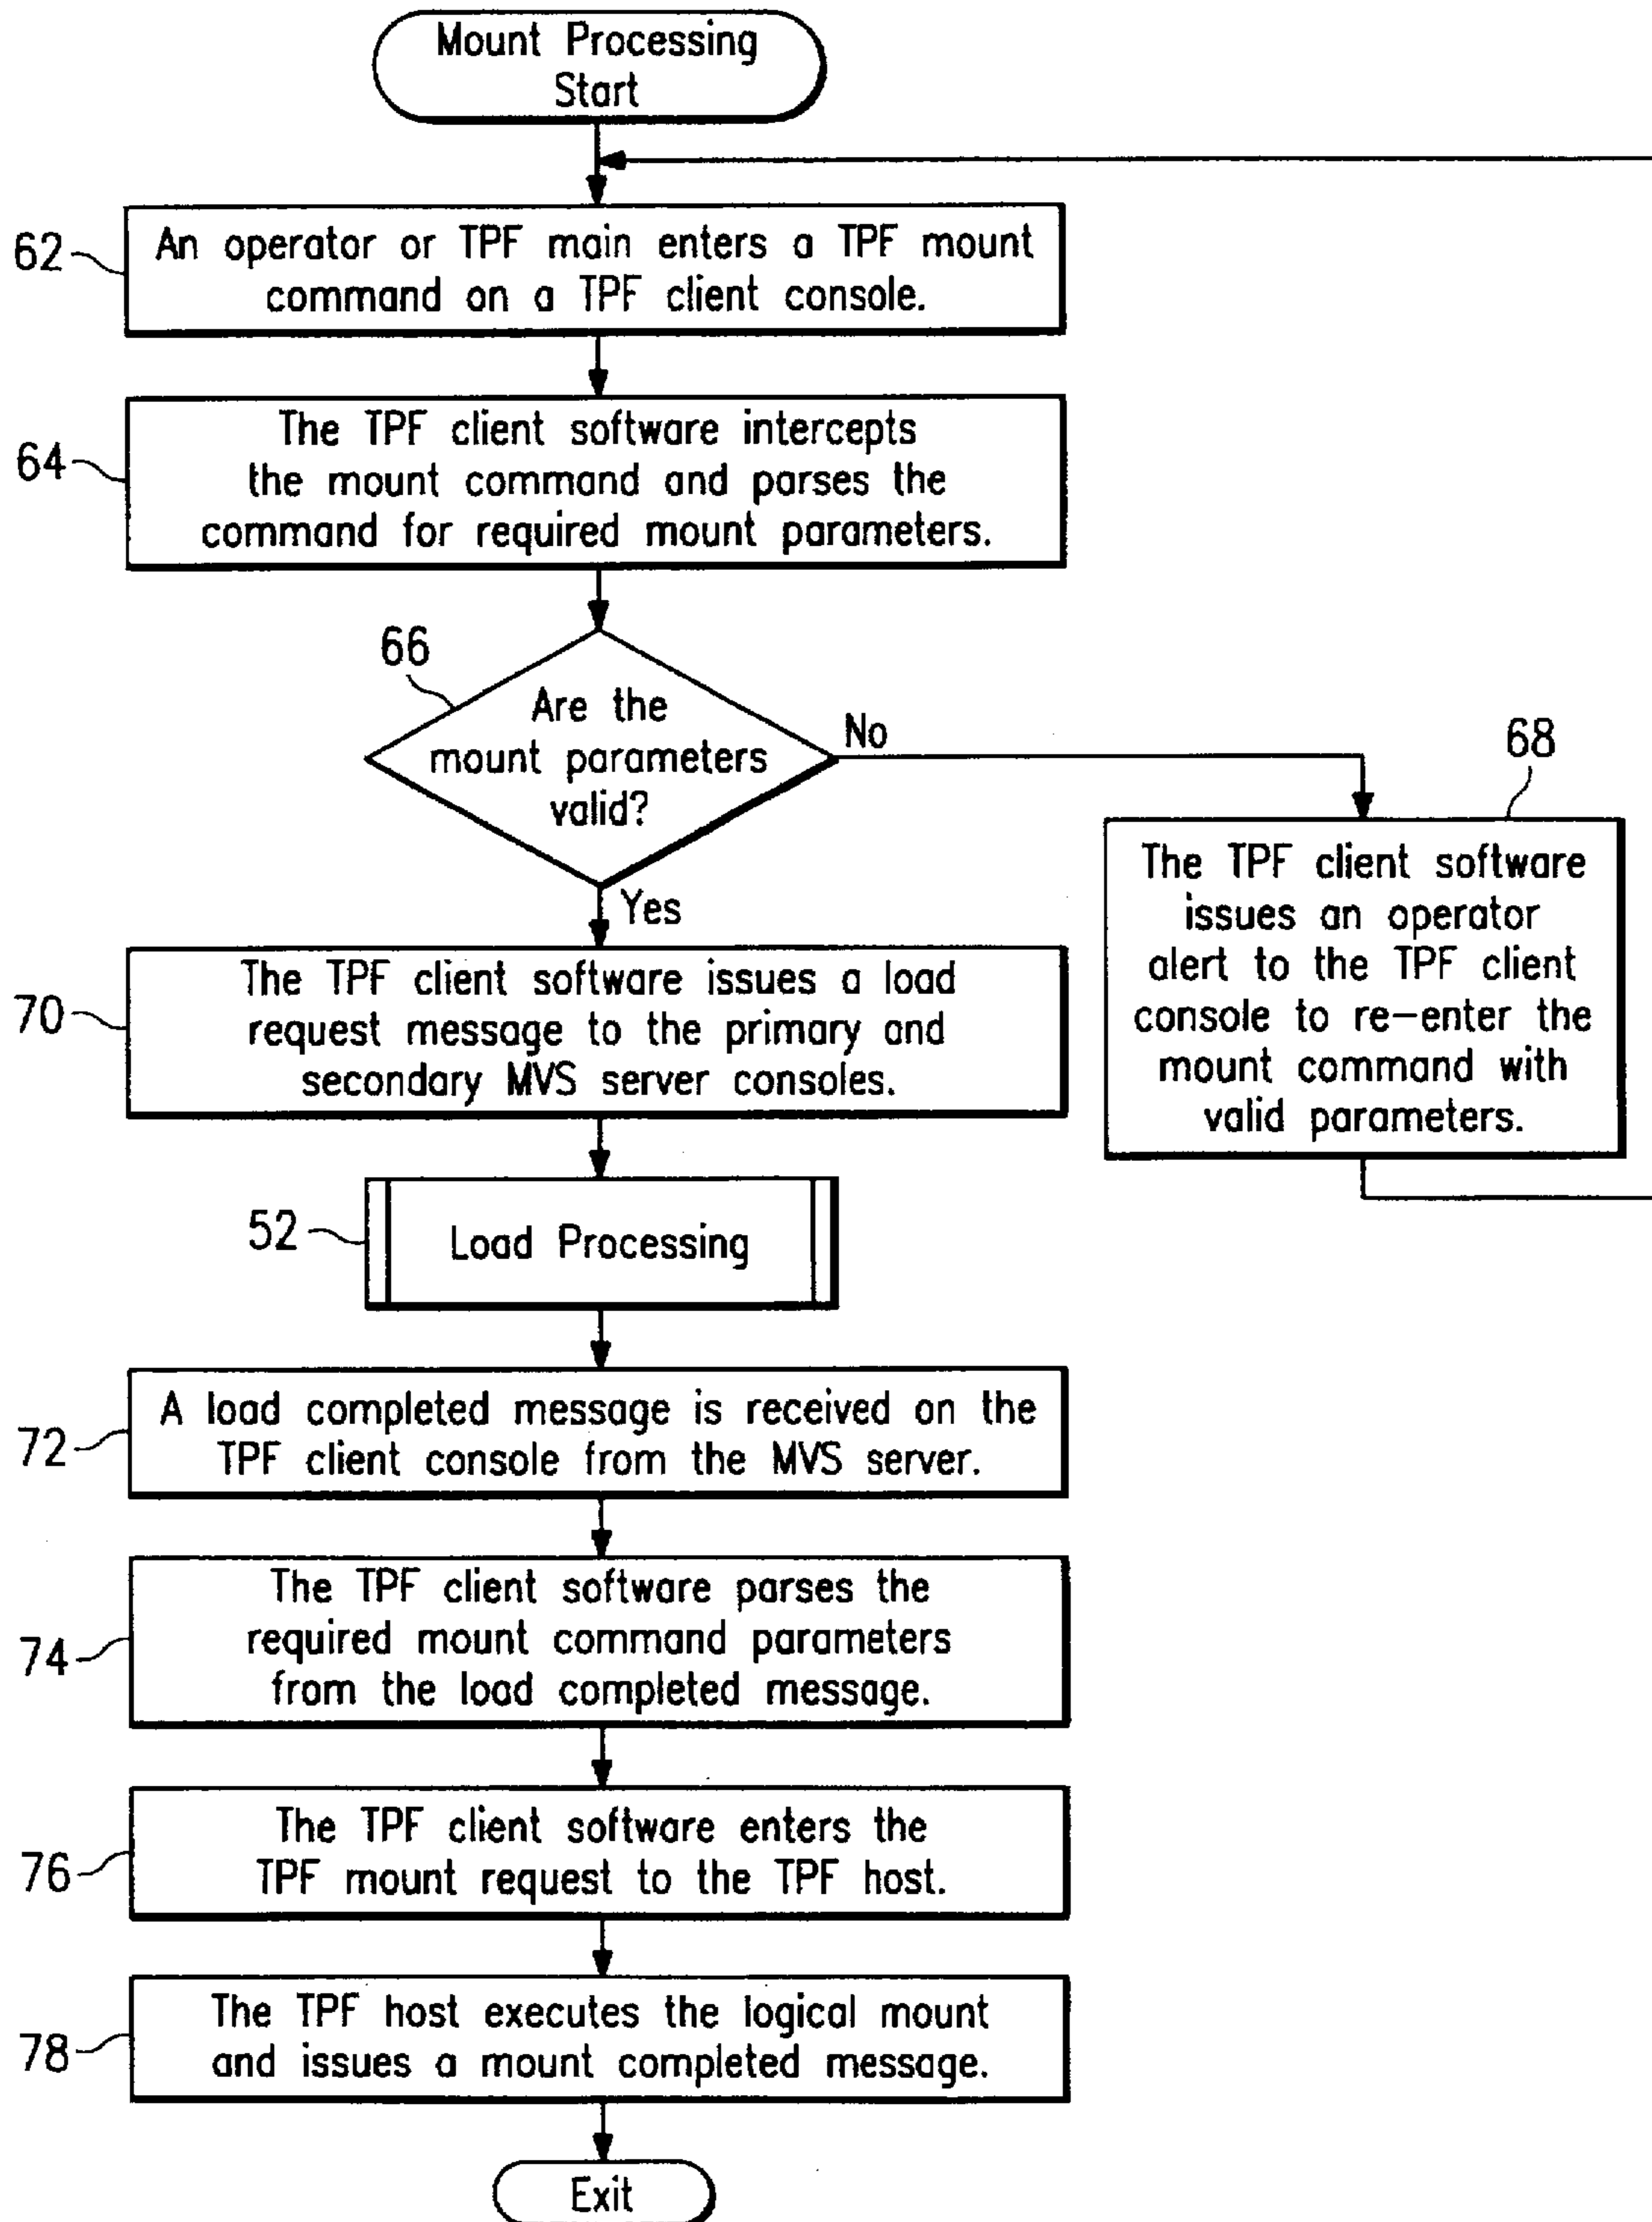 Mount Processing
Start
62
An operator or TPF main enters a TPF mount
command on a TPF client console.
64
The TPF client software intercepts
the mount command and parses the
command for required mount parameters.
66
Are the
mount parameters
valid?
No
Yes
68
The TPF client software
issues an operator
alert to the TPF client
console to re-enter the
mount command with
valid parameters.
70
The TPF client software issues a load
request message to the primary and
secondary MVS server consoles.
52
Load Processing
72
A load completed message is received on the
TPF client console from the MVS server.
74
The TPF client software parses the
required mount command parameters
from the load completed message.
76
The TPF client software enters the
TPF mount request to the TPF host.
78
The TPF host executes the logical mount
and issues a mount completed message.
Exit